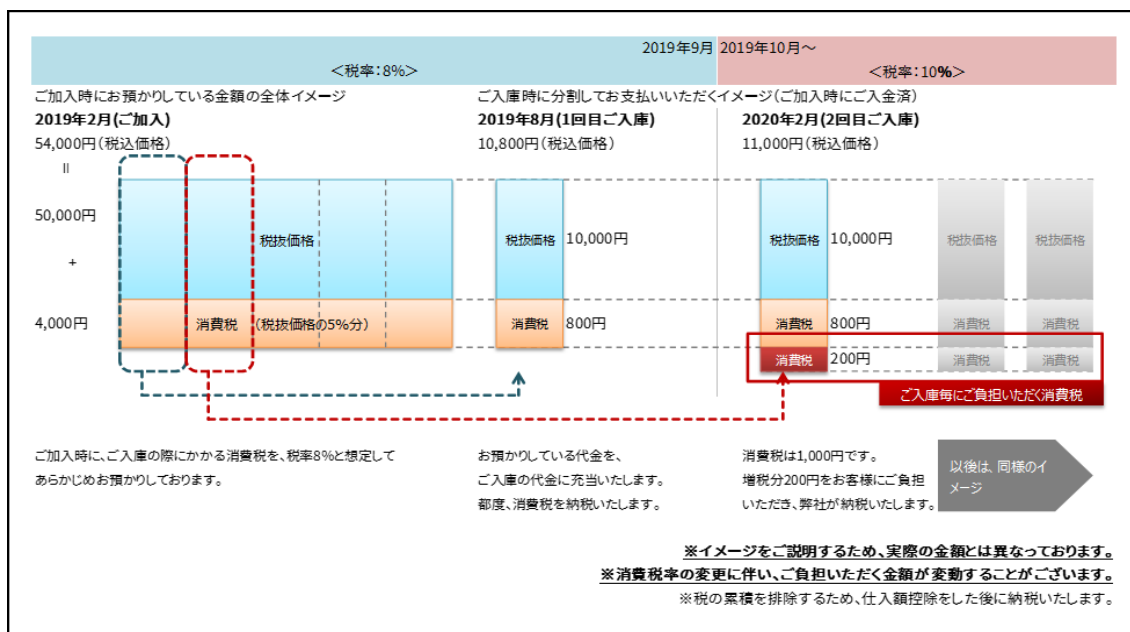 2019年9月 2019年10月～
＜税率：8%＞
＜税率：10%＞
ご加入時にお預かりしている金額の全体イメージ
ご入庫時に分割してお支払いいただくイメージ(ご加入時にご入金済)
2019年2月(ご加入)
2019年8月(1回目ご入庫)
2020年2月(2回目ご入庫)
54,000円(税込価格)
10,800円(税込価格)
11,000円(税込価格)
=
50,000円
税抜価格
税抜価格 10,000円
税抜価格 10,000円
税抜価格
税抜価格
+
4,000円
消費税 (税抜価格の5%分)
消費税 800円
消費税 800円
消費税
消費税
消費税 200円
消費税
消費税
ご入庫毎にご負担いただく消費税
ご加入時に、ご入庫の際にかかる消費税を、税率8%と想定して
あらかじめお預かりしております。
お預かりしている代金を、
ご入庫の代金に充当いたします。
都度、消費税を納税いたします。
消費税は1,000円です。
増税分200円をお客様にご負担
いただき、弊社が納税いたします。
以後は、同様のイ
メージ
※イメージをご説明するため、実際の金額とは異なっております。
※消費税率の変更に伴い、ご負担いただく金額が変動することがございます。
※税の累積を排除するため、仕入額控除をした後に納税いたします。